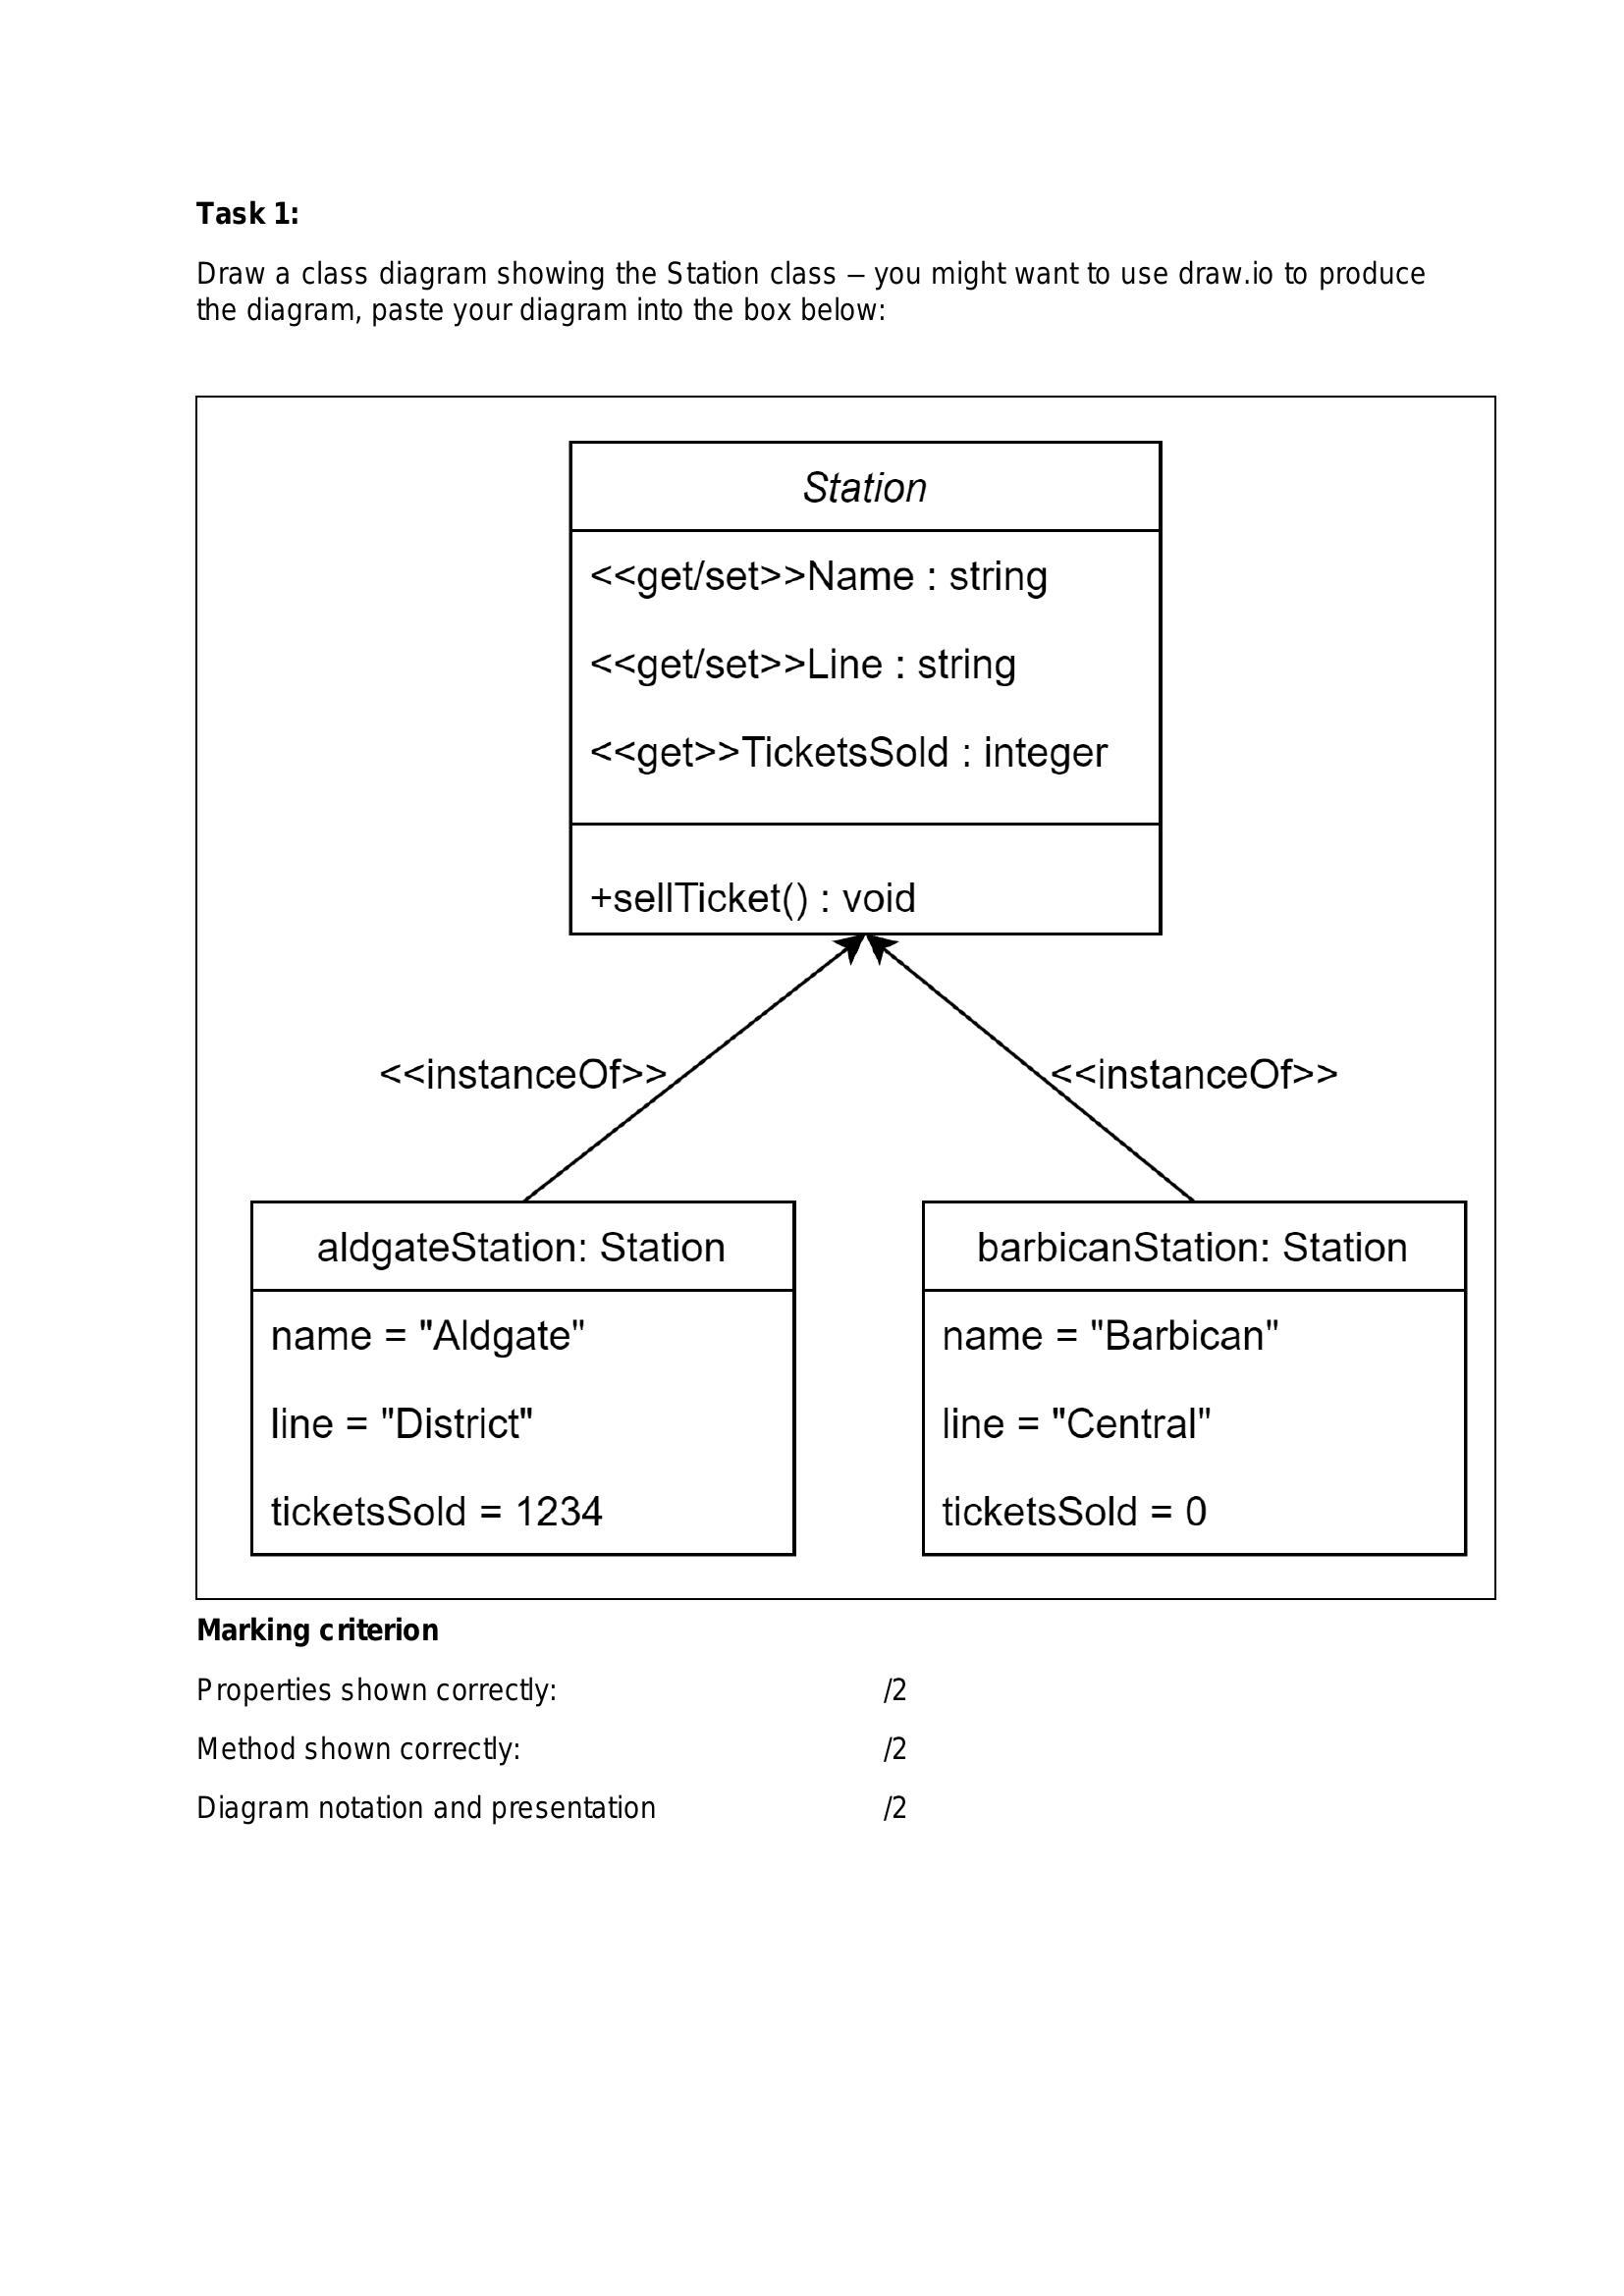 Task 1:
Draw a class diagram showing the Station class – you might want to use draw.io to produce
the diagram, paste your diagram into the box below:
Station
<<get/set>>Name : string
<<get/set>>Line : string
<<get>>TicketsSold : integer
+sellTicket() : void
<<instanceOf>>
<<instanceOf>>
aldgateStation: Station
name = "Aldgate"
line = "District"
ticketsSold = 1234
barbicanStation: Station
name = "Barbican"
line = "Central"
ticketsSold = 0
Marking criterion
Properties shown correctly: /2
Method shown correctly: /2
Diagram notation and presentation /2